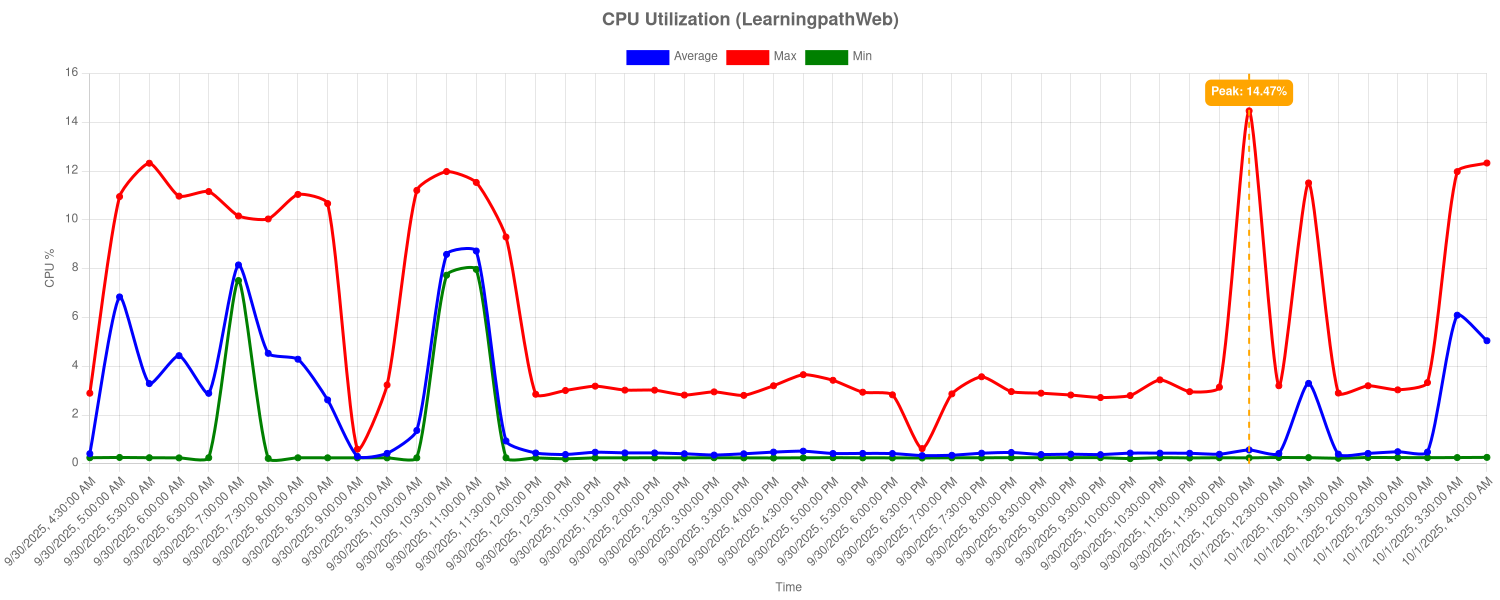 CPU Utilization (LearningpathWeb)
Average Max Min
Peak: 14.47%
CPU %
16
14
12
10
8
6
4
2
0
9/30/2025, 4:30:00 AM
9/30/2025, 5:00:00 AM
9/30/2025, 5:30:00 AM
9/30/2025, 6:00:00 AM
9/30/2025, 6:30:00 AM
9/30/2025, 7:00:00 AM
9/30/2025, 7:30:00 AM
9/30/2025, 8:00:00 AM
9/30/2025, 8:30:00 AM
9/30/2025, 9:00:00 AM
9/30/2025, 9:30:00 AM
9/30/2025, 10:00:00 AM
9/30/2025, 10:30:00 AM
9/30/2025, 11:00:00 AM
9/30/2025, 11:30:00 AM
9/30/2025, 12:00:00 PM
9/30/2025, 12:30:00 PM
9/30/2025, 1:00:00 PM
9/30/2025, 1:30:00 PM
9/30/2025, 2:00:00 PM
9/30/2025, 2:30:00 PM
9/30/2025, 3:00:00 PM
9/30/2025, 3:30:00 PM
9/30/2025, 4:00:00 PM
9/30/2025, 4:30:00 PM
9/30/2025, 5:00:00 PM
9/30/2025, 5:30:00 PM
9/30/2025, 6:00:00 PM
9/30/2025, 6:30:00 PM
9/30/2025, 7:00:00 PM
9/30/2025, 7:30:00 PM
9/30/2025, 8:00:00 PM
9/30/2025, 8:30:00 PM
9/30/2025, 9:00:00 PM
9/30/2025, 9:30:00 PM
9/30/2025, 10:00:00 PM
9/30/2025, 10:30:00 PM
9/30/2025, 11:00:00 PM
9/30/2025, 11:30:00 PM
10/1/2025, 12:00:00 AM
10/1/2025, 12:30:00 AM
10/1/2025, 1:00:00 AM
10/1/2025, 1:30:00 AM
10/1/2025, 2:00:00 AM
10/1/2025, 2:30:00 AM
10/1/2025, 3:00:00 AM
10/1/2025, 3:30:00 AM
10/1/2025, 4:00:00 AM
Time